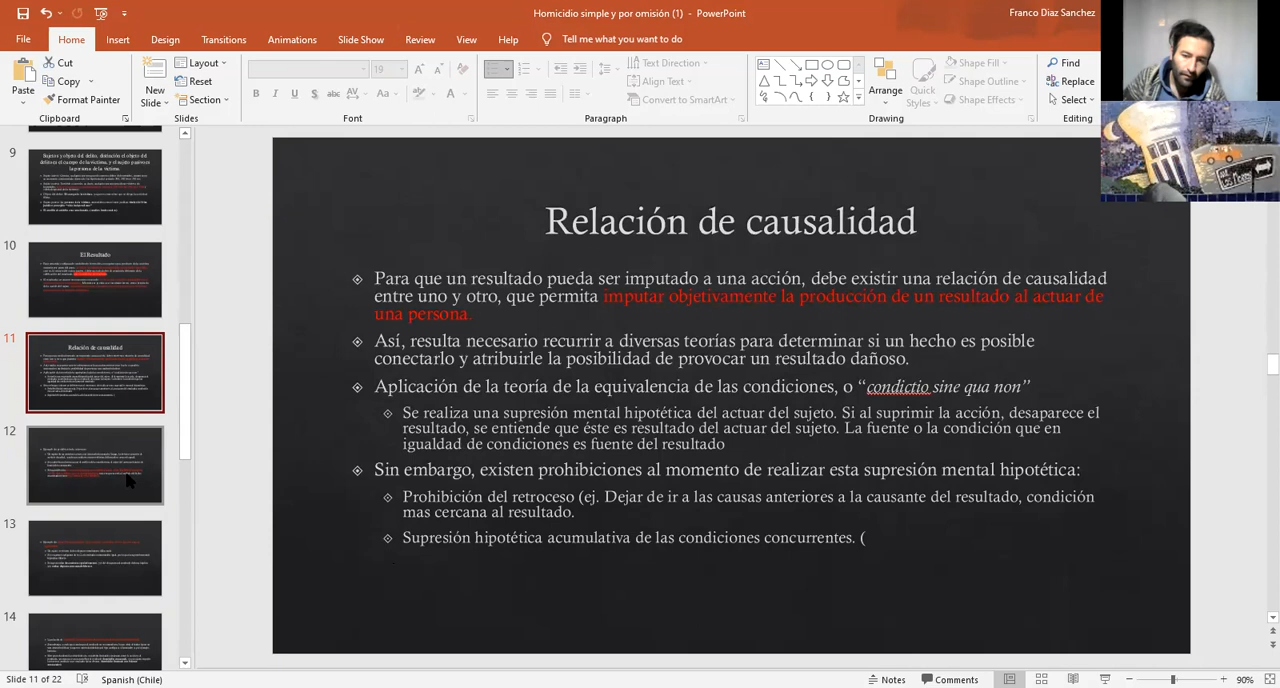 Homicidio simple y por omisión (1) - PowerPoint
Franco Diaz Sanchez
File Home Insert Design Transitions Animations Slide Show Review View Help Tell me what you want to do
Cut
Copy
Format Painter
Paste
Clipboard
New
Slide
Layout
Reset
Section
Slides
19
Font
Text Direction
Align Text
Convert to SmartArt
Paragraph
Arrange
Quick
Styles
Shape Fill
Shape Outline
Shape Effects
Drawing
Find
Replace
Select
Editing
9
10
El Resultado
11
Relación de causalidad
12
13
14
Relación de causalidad
Para que un resultado pueda ser imputado a una acción, debe existir una relación de causalidad
entre uno y otro, que permita imputar objetivamente la producción de un resultado al actuar de
una persona.
Así, resulta necesario recurrir a diversas teorías para determinar si un hecho es posible
conectarlo y atribuirle posibilidad de provocar un resultado dañoso.
Aplicación de la teoría de la equivalencia de las condiciones, o “condictio sine qua non”
Se realiza una supresión mental hipotética del actuar del sujeto. Si al suprimir la acción, desaparece el
resultado, se entiende que éste es resultado del actuar del sujeto. La fuente o la condición que en
igualdad de condiciones es fuente del resultado
Sin embargo, existen prohibiciones al momento de realizar esta supresión mental hipotética:
Prohibición del retroceso (ej. Dejar de ir a las causas anteriores a la causante del resultado, condición
mas cercana al resultado.
Supresión hipotética acumulativa de las condiciones concurrentes. (
Slide 11 of 22
Spanish (Chile)
Notes
Comments
90%